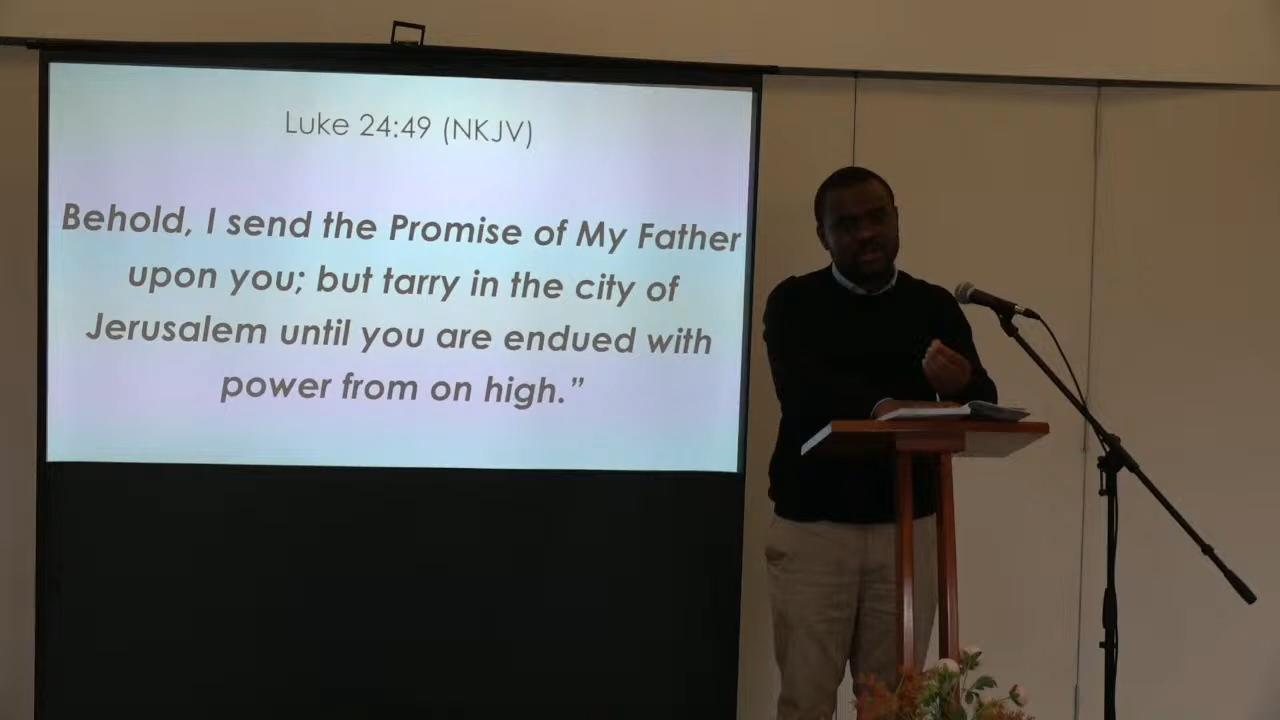 Luke 24:49 (NKJV)
Behold, I send the Promise of My Father
upon you; but tarry in the city of
Jerusalem until you are endued with
power from on high.”